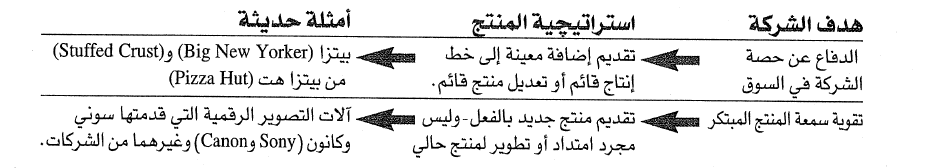 هدف الشركة استراتيجية المنتج أمثلة حديثة
الدفاع عن حصة تقديم إضافة معينة إلى خط بيتزا (Big New Yorker) و(Stuffed Crust)
الشركة في السوق إنتاج قائم أو تعديل منتج قائم. من بيتزا هت (Pizza Hut)
تقوية سمعة المنتج المبتكر تقديم منتج جديد بالفعل-وليس آلات التصوير الرقمية التي قدمتها سوني
مجرد امتداد أو تطوير لمنتج حالي وكانون (Sony وCanon) وغيرهما من الشركات.